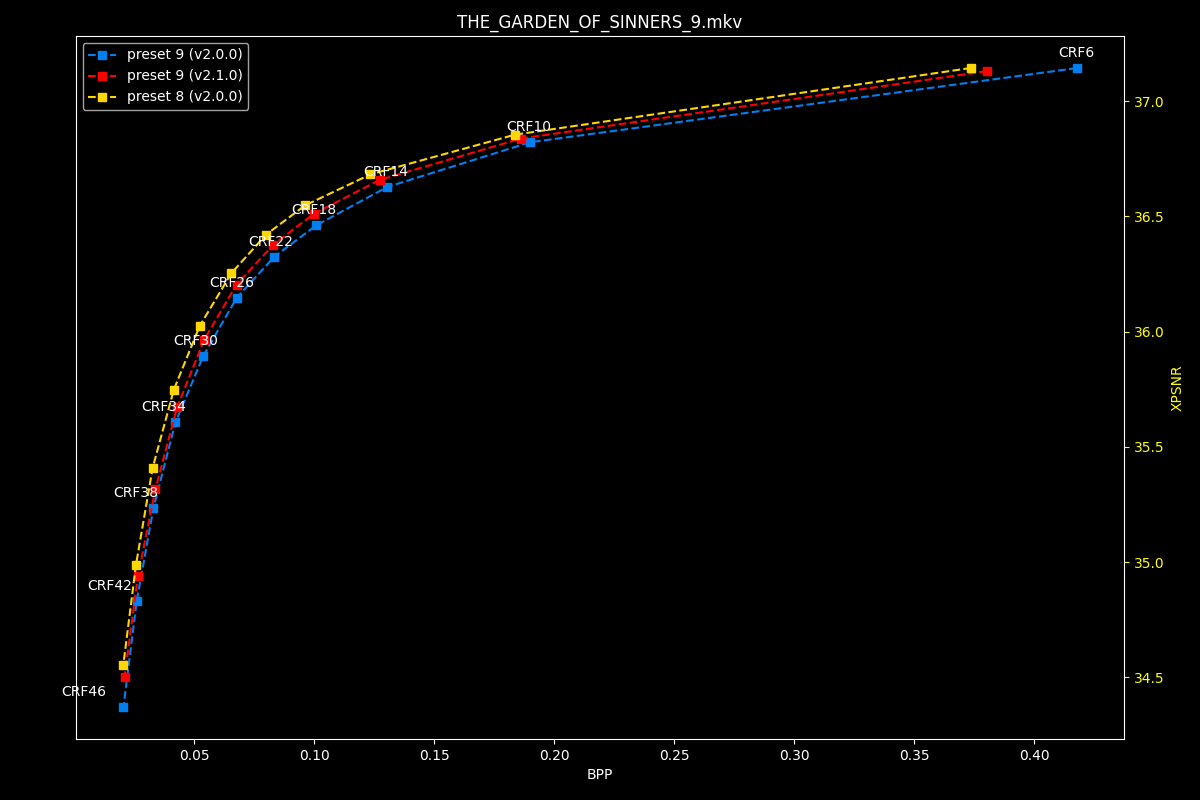 THE_GARDEN_OF_SINNERS_9.mkv
preset 9 (v2.0.0)
preset 9 (v2.1.0)
preset 8 (v2.0.0)
CRF6
CRF10
CRF14
CRF18
CRF22
CRF26
CRF30
CRF34
CRF38
CRF42
CRF46
37.0
36.5
36.0
35.5
35.0
34.5
XPSNR
0.05 0.10 0.15 0.20 0.25 0.30 0.35 0.40
BPP